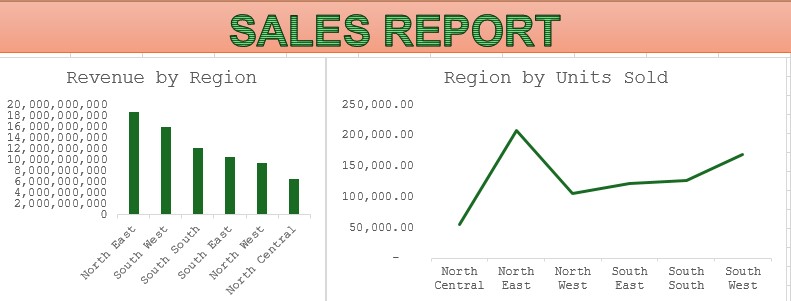 SALES REPORT
Revenue by Region
20,000,000,000
18,000,000,000
16,000,000,000
14,000,000,000
12,000,000,000
10,000,000,000
8,000,000,000
6,000,000,000
4,000,000,000
2,000,000,000
0
North East
South West
South South
South East
North West
North Central
Region by Units Sold
250,000.00
200,000.00
150,000.00
100,000.00
50,000.00
-
North Central
North East
North West
South East
South South
South West